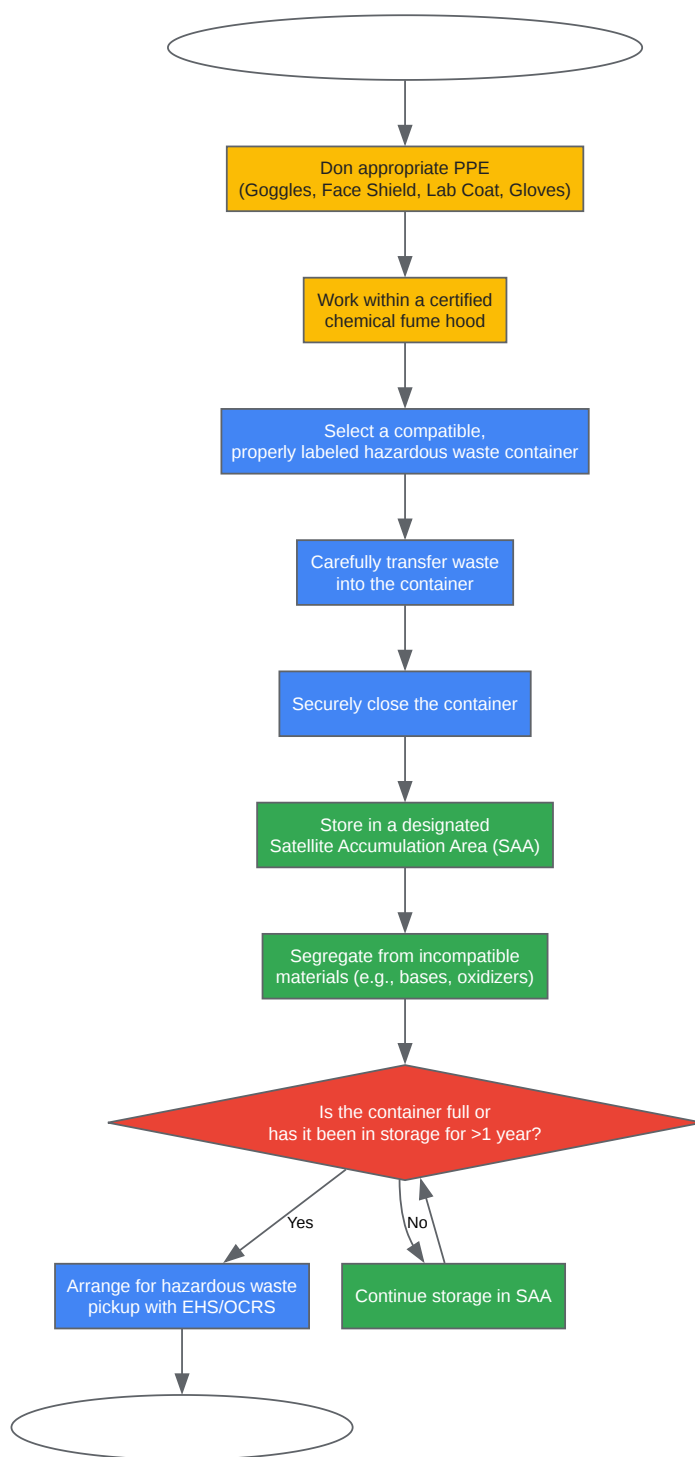 Don appropriate PPE
(Goggles, Face Shield, Lab Coat, Gloves)
Work within a certified
chemical fume hood
Select a compatible,
properly labeled hazardous waste container
Carefully transfer waste
into the container
Securely close the container
Store in a designated
Satellite Accumulation Area (SAA)
Segregate from incompatible
materials (e.g., bases, oxidizers)
Is the container full or
has it been in storage for >1 year?
Yes
No
Arrange for hazardous waste
pickup with EHS/OCRS
Continue storage in SAA